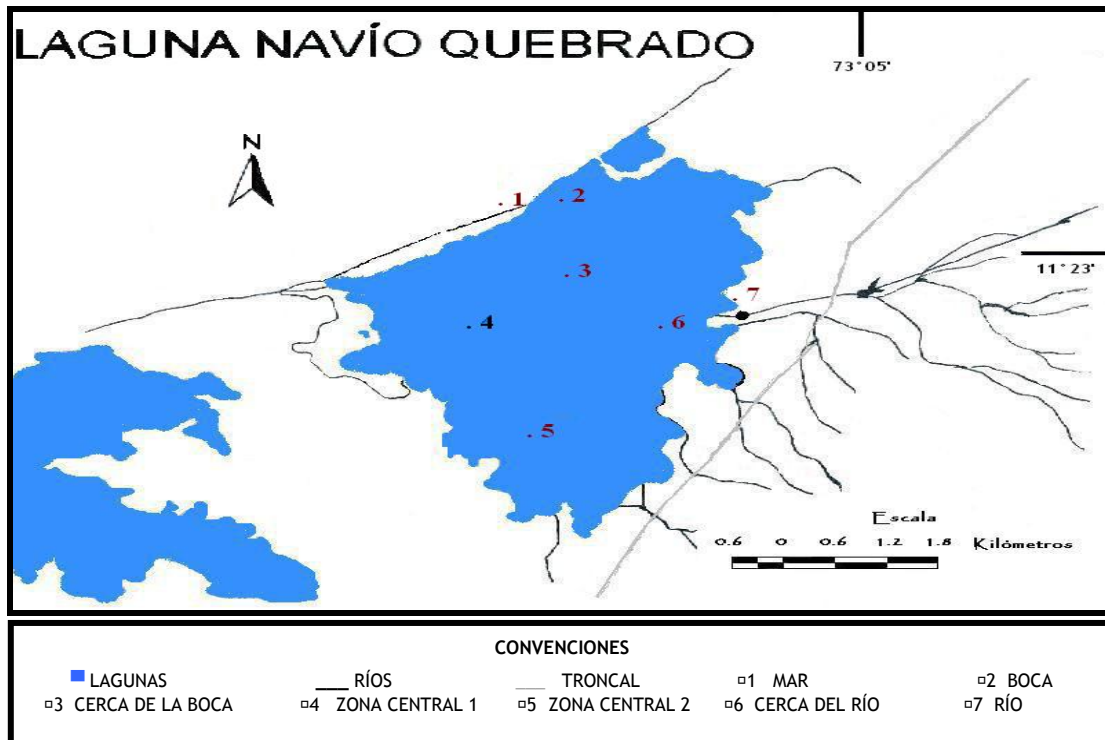 LAGUNA NAVÍO QUEBRADO
73°05'
N
. 1
. 2
11°23'
. 3
. 7
. 4
. 6
. 5
Escala
0.6 0 0.6 1.2 1.8 Kilómetros
CONVENCIONES
LAGUNAS RÍOS TRONCAL 1 MAR 2 BOCA
3 CERCA DE LA BOCA 4 ZONA CENTRAL 1 5 ZONA CENTRAL 2 6 CERCA DEL RÍO 7 RÍO